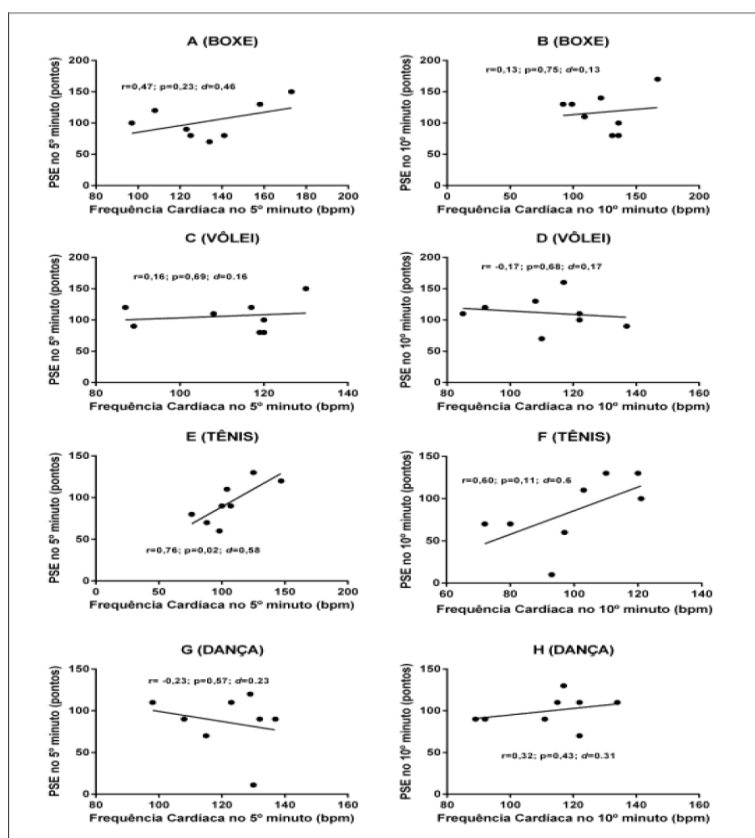 A (BOXE)
r=0,47; p=0,23; d=0,46
PSE no 5º minuto (pontos)
200
150
100
50
0
80 100 120 140 160 180 200
Frequência Cardíaca no 5º minuto (bpm)
B (BOXE)
r=0,13; p=0,75; d=0,13
PSE no 10º minuto (pontos)
200
150
100
50
0
0 50 100 150 200
Frequência Cardíaca no 10º minuto (bpm)
C (VÔLEI)
r=0,16; p=0,69; d=0.16
PSE no 5º minuto (pontos)
200
150
100
50
0
80 100 120 140
Frequência Cardíaca no 5º minuto (bpm)
D (VÔLEI)
r= -0,17; p=0,68; d=0,17
PSE no 10º minuto (pontos)
200
150
100
50
0
80 100 120 140 160
Frequência Cardíaca no 10º minuto (bpm)
E (TÊNIS)
r=0,76; p=0,02; d=0,58
PSE no 5º minuto (pontos)
150
100
50
0
0 50 100 150 200
Frequência Cardíaca no 5º minuto (bpm)
F (TÊNIS)
r=0,60; p=0,11; d=0.6
PSE no 10º minuto (pontos)
150
100
50
0
60 80 100 120 140
Frequência Cardíaca no 10º minuto (bpm)
G (DANÇA)
r= -0,23; p=0,57; d=0.23
PSE no 5º minuto (pontos)
150
100
50
0
80 100 120 140 160
Frequência Cardíaca no 5º minuto (bpm)
H (DANÇA)
r=0,32; p=0,43; d=0.31
PSE no 10º minuto (pontos)
150
100
50
0
80 100 120 140 160
Frequência Cardíaca no 10º minuto (bpm)